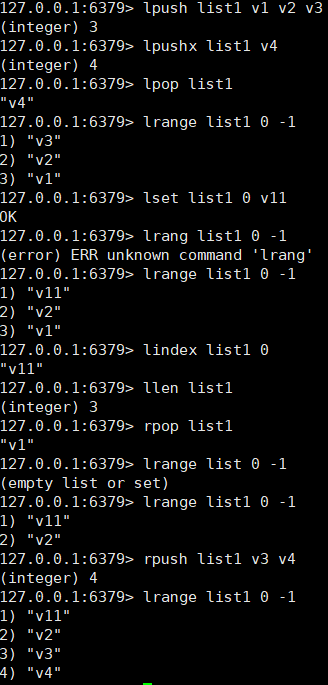 127.0.0.1:6379> lpush list1 v1 v2 v3
(integer) 3
127.0.0.1:6379> lpushx list1 v4
(integer) 4
127.0.0.1:6379> lpop list1
"v4"
127.0.0.1:6379> lrange list1 0 -1
1) "v3"
2) "v2"
3) "v1"
127.0.0.1:6379> lset list1 0 v11
OK
127.0.0.1:6379> lrang list1 0 -1
(error) ERR unknown command 'lrang'
127.0.0.1:6379> lrange list1 0 -1
1) "v11"
2) "v2"
3) "v1"
127.0.0.1:6379> lindex list1 0
"v11"
127.0.0.1:6379> llen list1
(integer) 3
127.0.0.1:6379> rpop list1
"v1"
127.0.0.1:6379> lrange list 0 -1
(empty list or set)
127.0.0.1:6379> lrange list1 0 -1
1) "v11"
2) "v2"
127.0.0.1:6379> rpush list1 v3 v4
(integer) 4
127.0.0.1:6379> lrange list1 0 -1
1) "v11"
2) "v2"
3) "v3"
4) "v4"